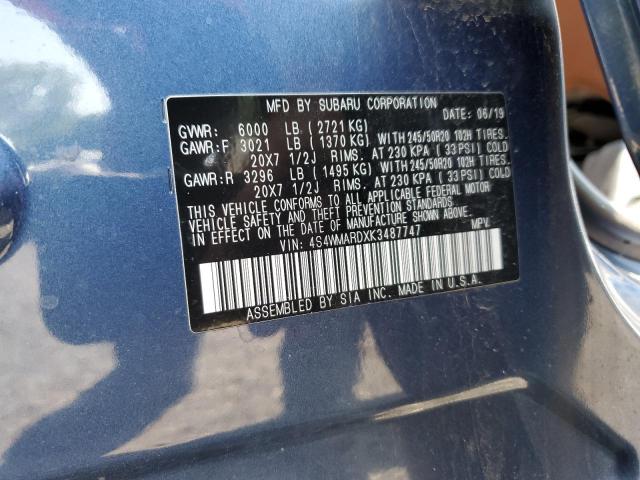 MFD BY SUBARU CORPORATION
DATE: 06/19
GVWR: 6000 LB (2721 KG)
GAWR:F 3021 LB (1370 KG) WITH 245/50R20 102H TIRES.
20X7 1/2J RIMS. AT 230 KPA (33 PSI) COLD
GAWR:R 3296 LB (1495 KG) WITH 245/50R20 102H TIRES.
20X7 1/2J RIMS. AT 230 KPA (33 PSI) COLD
THIS VEHICLE CONFORMS TO ALL APPLICABLE FEDERAL MOTOR
VEHICLE SAFETY AND THEFT PREVENTION STANDARDS
IN EFFECT ON THE DATE OF MANUFACTURE SHOWN ABOVE.
VIN: 4S4WMARDXK3487747 MPV
ASSEMBLED BY SIA INC. MADE IN U.S.A.